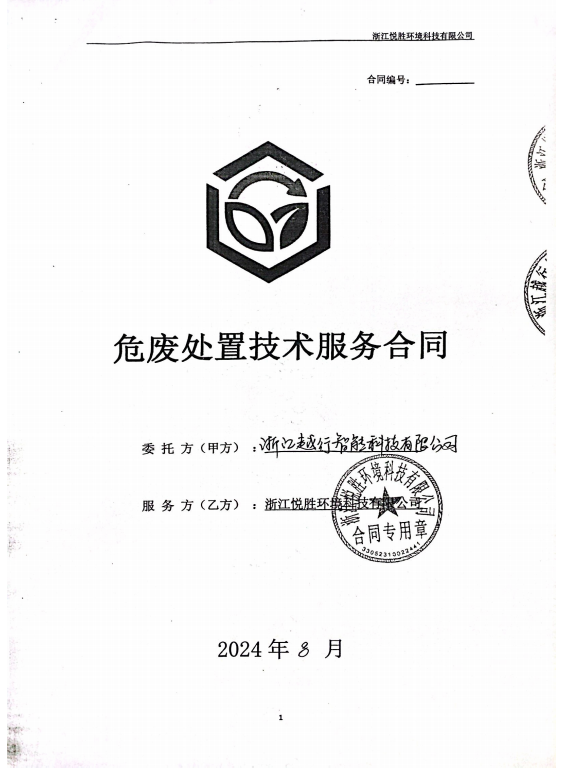 浙江悦胜环境科技有限公司
合同编号：
危废处置技术服务合同
委 托 方（甲方）：浙江越行智能科技有限公司
服 务 方（乙方）：浙江悦胜环境科技有限公司
浙江悦胜环境科技有限公司
合同专用章
33052310022441
2024 年 8 月
1